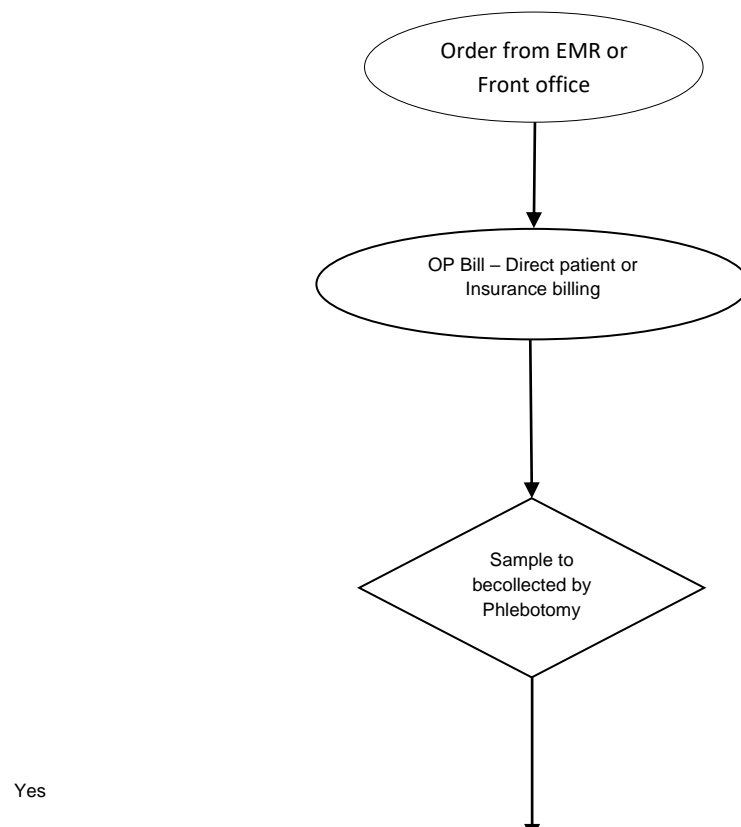 Order from EMR or
Front office
OP Bill – Direct patient or
Insurance billing
Sample to
becollected by
Phlebotomy
Yes